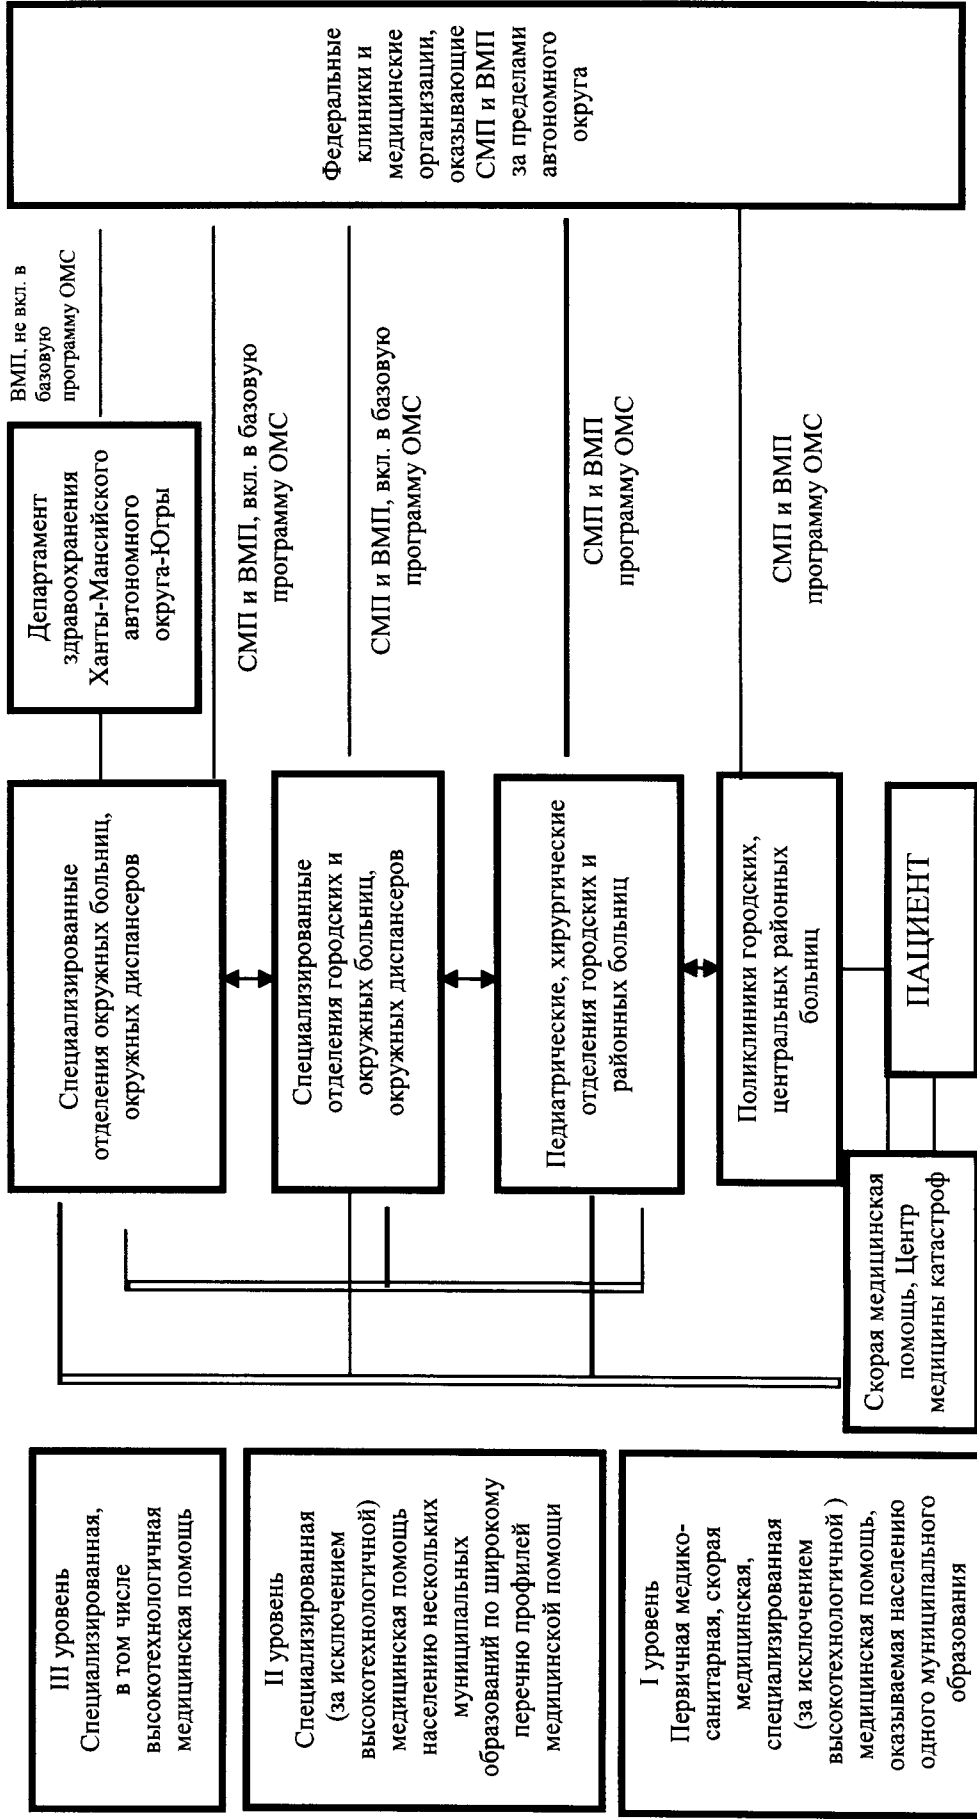 III уровень
Специализированная,
в том числе
высокотехнологичная
медицинская помощь
II уровень
Специализированная
(за исключением
высокотехнологичной)
медицинская помощь
населению нескольких
муниципальных
образований по широкому
перечню профилей
медицинской помощи
I уровень
Первичная медико-
санитарная, скорая
медицинская,
специализированная
(за исключением
высокотехнологичной )
медицинская помощь,
оказываемая населению
одного муниципального
образования
Специализированные
отделения окружных больниц,
окружных диспансеров
Специализированные
отделения городских и
окружных больниц,
окружных диспансеров
Педиатрические, хирургические
отделения городских и
районных больниц
Поликлиники городских,
центральных районных
больниц
Скорая медицинская
помощь, Центр
медицины катастроф
ПАЦИЕНТ
Департамент
здравоохранения
Ханты-Мансийского
автономного
округа-Югры
ВМП, не вкл. в
базовую
программу ОМС
СМП и ВМП, вкл. в базовую
программу ОМС
СМП и ВМП, вкл. в базовую
программу ОМС
СМП и ВМП
программу ОМС
СМП и ВМП
программу ОМС
Федеральные
клиники и
медицинские
организации,
оказывающие
СМП и ВМП
за пределами
автономного
округа